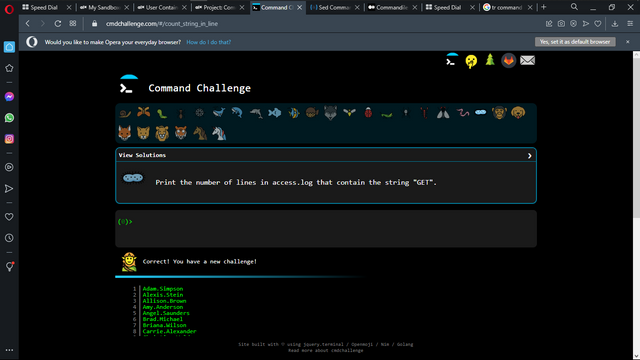 Speed Dial
My Sandbox
User Contain
Project: Comm
Command Chall
Sed Command
Commandline
Speed Dial
tr command
cmdchallenge.com/#/count_string_in_line
Would you like to make Opera your everyday browser? How do I do that?
Yes, set it as default browser
Command Challenge
View Solutions
Print the number of lines in access.log that contain the string "GET".
(0)>
Correct! You have a new challenge!
1 Adam.Simpson
2 Alexis.Stein
3 Allison.Brown
4 Amy.Anderson
5 Angel.Saunders
6 Brad.Michael
7 Briana.Wilson
8 Carrie.Alexander
Site built with ♡ using jquery.terminal / Openmoji / Nim / Golang
Read more about cmdchallenge